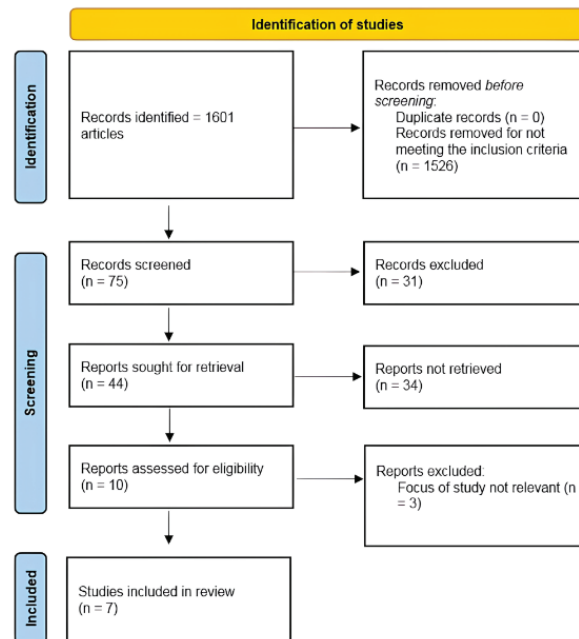 Identification of studies
Identification
Records identified = 1601
articles
Records removed before
screening:
Duplicate records (n = 0)
Records removed for not
meeting the inclusion criteria
(n = 1526)
Screening
Records screened
(n = 75)
Records excluded
(n = 31)
Reports sought for retrieval
(n = 44)
Reports not retrieved
(n = 34)
Reports assessed for eligibility
(n = 10)
Reports excluded:
Focus of study not relevant (n
= 3)
Included
Studies included in review
(n = 7)